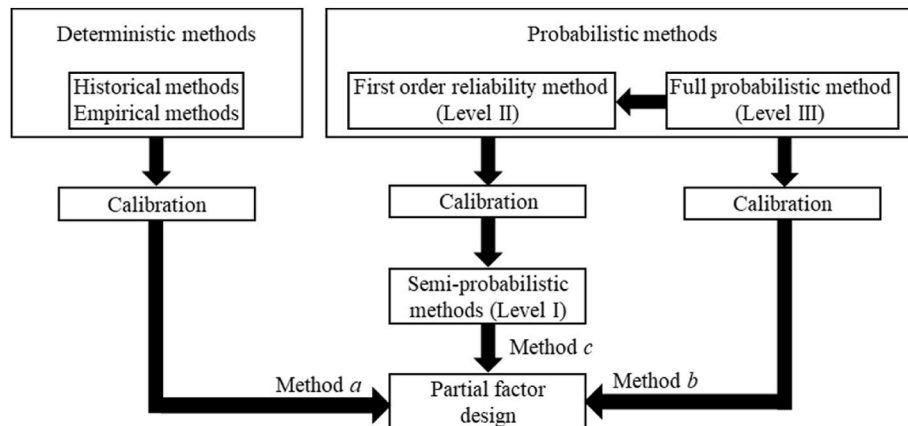 Deterministic methods
Historical methods
Empirical methods
Probabilistic methods
First order reliability method
(Level II)
Full probabilistic method
(Level III)
Calibration
Calibration
Calibration
Semi-probabilistic
methods (Level I)
Method c
Method a
Method b
Partial factor
design